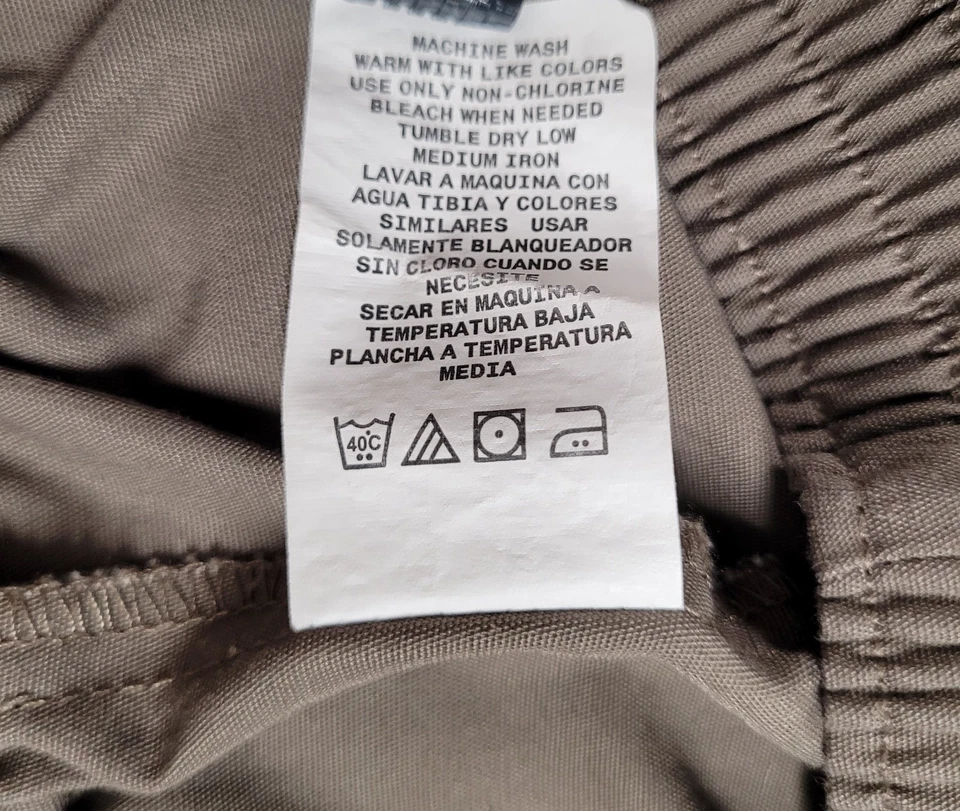 MACHINE WASH
WARM WITH LIKE COLORS
USE ONLY NON-CHLORINE
BLEACH WHEN NEEDED
TUMBLE DRY LOW
MEDIUM IRON
LAVAR A MAQUINA CON
AGUA TIBIA Y COLORES
SIMILARES USAR
SOLAMENTE BLANQUEADOR
SIN CLORO CUANDO SE
NECESITE
SECAR EN MAQUINA A
TEMPERATURA BAJA
PLANCHA A TEMPERATURA
MEDIA
40C